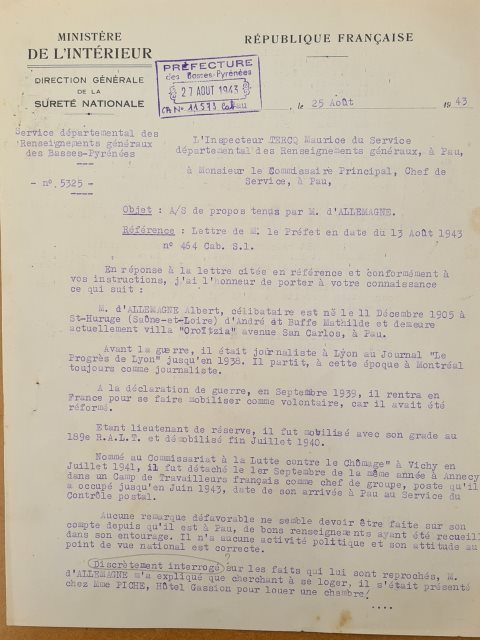 MINISTÈRE
DE L'INTÉRIEUR
RÉPUBLIQUE FRANÇAISE
DIRECTION GÉNÉRALE
DE LA
SÛRETÉ NATIONALE
PRÉFECTURE
des Basses-Pyrénées
27 AOUT 1943
Pau
, le 25 Août 1943
Service départemental des
Renseignements généraux
des Basses-Pyrénées
- n° 5325 -
L'Inspecteur TERCQ Maurice du Service
départemental des Renseignements généraux, à Pau,
à Monsieur le Commissaire Principal, Chef de
Service, à Pau,
Objet : A/S de propos tenus par M. d'ALLEMAGNE.
Référence : Lettre de M. le Préfet en date du 13 Août 1943
n° 464 Cab. S.l.
En réponse à la lettre citée en référence et conformément à
vos instructions, j'ai l'honneur de porter à votre connaissance
ce qui suit :
M. d'ALLEMAGNE Albert, célibataire est né le 11 Décembre 1905 à
St-Huruge (Saône-et-Loire) d'André et Buffe Mathilde et demeure
actuellement villa "Oroïtzia" avenue San Carlos, à Pau.
Avant la guerre, il était journaliste à Lyon au Journal "Le
Progrès de Lyon" jusqu'en 1938. Il partit, à cette époque à Montréal
toujours comme journaliste.
A la déclaration de guerre, en Septembre 1939, il rentra en
France pour se faire mobiliser comme volontaire, car il avait été
réformé.
Etant lieutenant de réserve, il fut mobilisé avec son grade au
189e R.A.L.T. et démobilisé fin Juillet 1940.
Nommé au Commissariat à la Lutte contre le Chômage" à Vichy en
Juillet 1941, il fut détaché le 1er Septembre de la même année à Annecy
dans un Camp de Travailleurs français comme chef de groupe, poste qu'il
a occupé jusqu'en Juin 1943, date de son arrivés à Pau au Service du
Contrôle postal.
Aucune remarque défavorable ne semble devoir être faite sur son
compte depuis qu'il est à Pau, de bons renseignements ayant été recueill
dans son entourage. Il n'a aucune activité politique et son attitude au
point de vue national est correcte.
Discrètement interrogé sur les faits qui lui sont reprochés, M.
d'ALLEMAGNE m'a expliqué que cherchant à se loger, il s'était présenté
chez Mme PICHE, Hôtel Gassion pour louer une chambre.
....